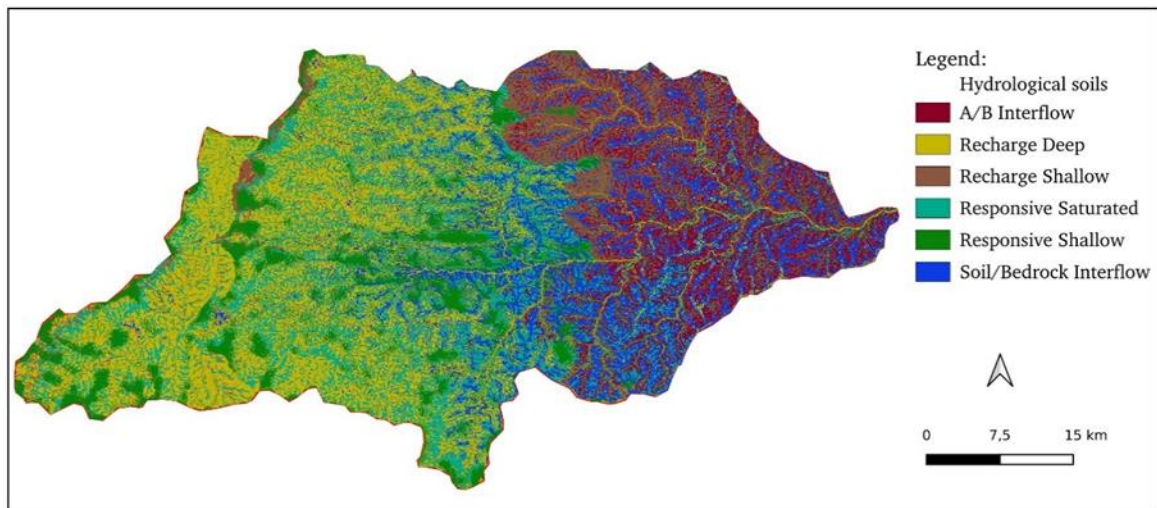 Legend:
Hydrological soils
A/B Interflow
Recharge Deep
Recharge Shallow
Responsive Saturated
Responsive Shallow
Soil/Bedrock Interflow
0 7,5 15 km